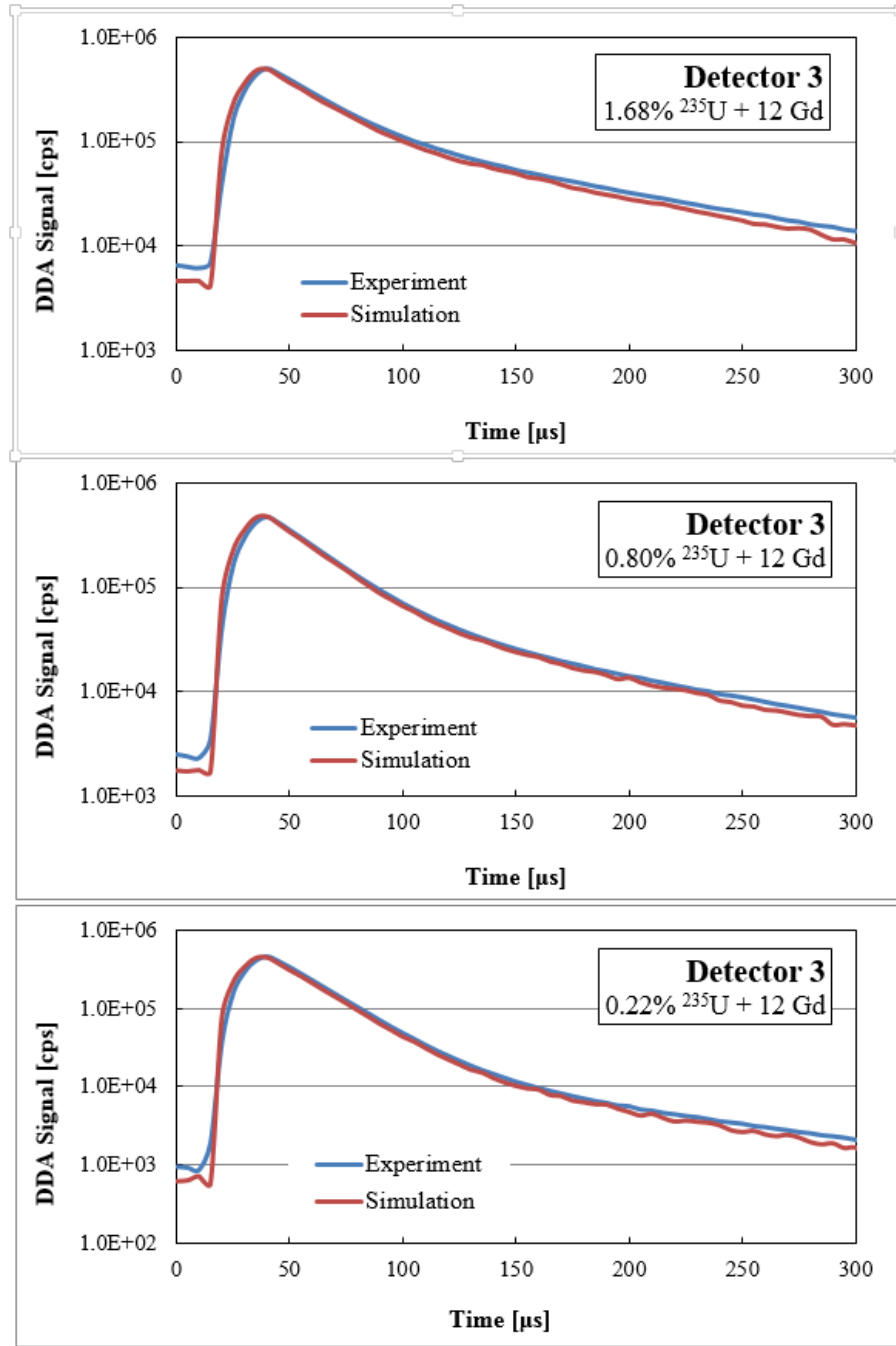 1.0E+06
1.0E+05
1.0E+04
1.0E+03
DDA Signal [cps]
Detector 3
1.68% ²³⁵U + 12 Gd
Experiment
Simulation
0 50 100 150 200 250 300
Time [µs]
1.0E+06
1.0E+05
1.0E+04
1.0E+03
DDA Signal [cps]
Detector 3
0.80% ²³⁵U + 12 Gd
Experiment
Simulation
0 50 100 150 200 250 300
Time [µs]
1.0E+06
1.0E+05
1.0E+04
1.0E+03
1.0E+02
DDA Signal [cps]
Detector 3
0.22% ²³⁵U + 12 Gd
Experiment
Simulation
0 50 100 150 200 250 300
Time [µs]